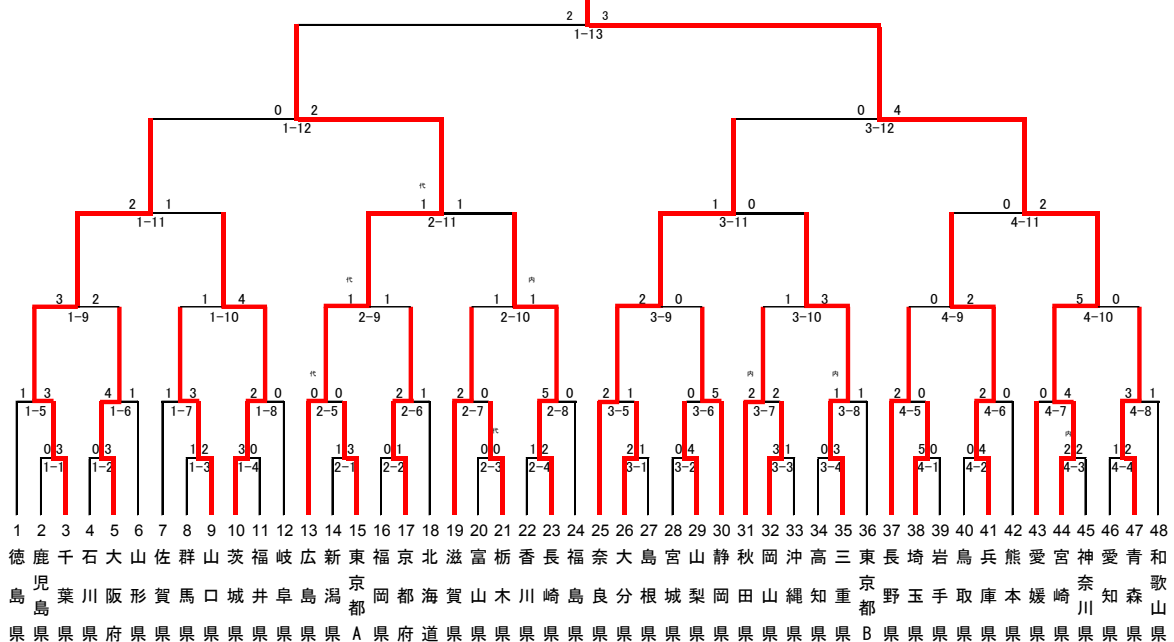 2 3
1-13
0 2 0 4
1-12 3-12
代
2 1 1 1 1 0 0 2
1-11 2-11 3-11 4-11
代 内
3 2 1 4 1 1 1 1 2 0 1 3 0 2 5 0
1-9 1-10 2-9 2-10 3-9 3-10 4-9 4-10
代 内 内
1 3 4 1 1 3 2 0 0 0 2 1 2 0 5 0 2 1 0 5 2 2 1 1 2 0 2 0 0 4 3 1
1-5 1-6 1-7 1-8 2-5 2-6 2-7 2-8 3-5 3-6 3-7 3-8 4-5 4-6 4-7 4-8
代 内
0 3 0 3 1 2 3 0 1 3 0 1 0 0 1 2 2 1 0 4 3 1 0 3 5 0 0 4 2 2 1 2
1-1 1-2 1-3 1-4 2-1 2-2 2-3 2-4 3-1 3-2 3-3 3-4 4-1 4-2 4-3 4-4
1 2 3 4 5 6 7 8 9 10 11 12 13 14 15 16 17 18 19 20 21 22 23 24 25 26 27 28 29 30 31 32 33 34 35 36 37 38 39 40 41 42 43 44 45 46 47 48
徳島県
鹿児島県
千葉県
石川県
大阪府
山形県
佐賀県
群馬県
山口県
茨城県
福井県
岐阜県
広島県
新潟県
東京都A
福岡県
京都府
北海道
滋賀県
富山県
栃木県
香川県
長崎県
福島県
奈良県
大分県
島根県
宮城県
山梨県
静岡県
秋田県
岡山県
沖縄県
高知県
三重県
東京都B
長野県
埼玉県
岩手県
鳥取県
兵庫県
熊本県
愛媛県
宮崎県
神奈川県
愛知県
青森県
和歌山県